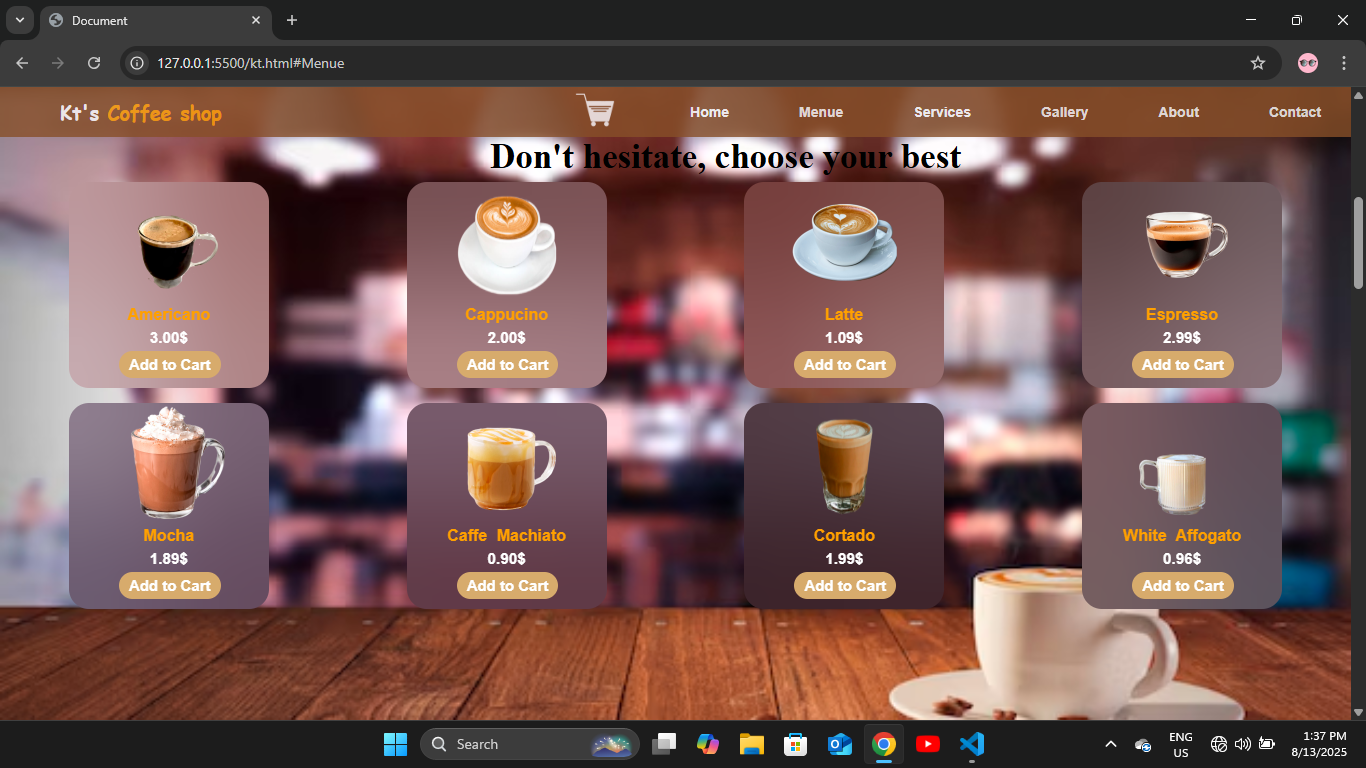 Document
127.0.0.1:5500/kt.html#Menue
Kt's Coffee shop
Home
Menue
Services
Gallery
About
Contact
Don't hesitate, choose your best
Americano
3.00$
Add to Cart
Cappucino
2.00$
Add to Cart
Latte
1.09$
Add to Cart
Espresso
2.99$
Add to Cart
Mocha
1.89$
Add to Cart
Caffe Machiato
0.90$
Add to Cart
Cortado
1.99$
Add to Cart
White Affogato
0.96$
Add to Cart
Search
ENG
US
1:37 PM
8/13/2025